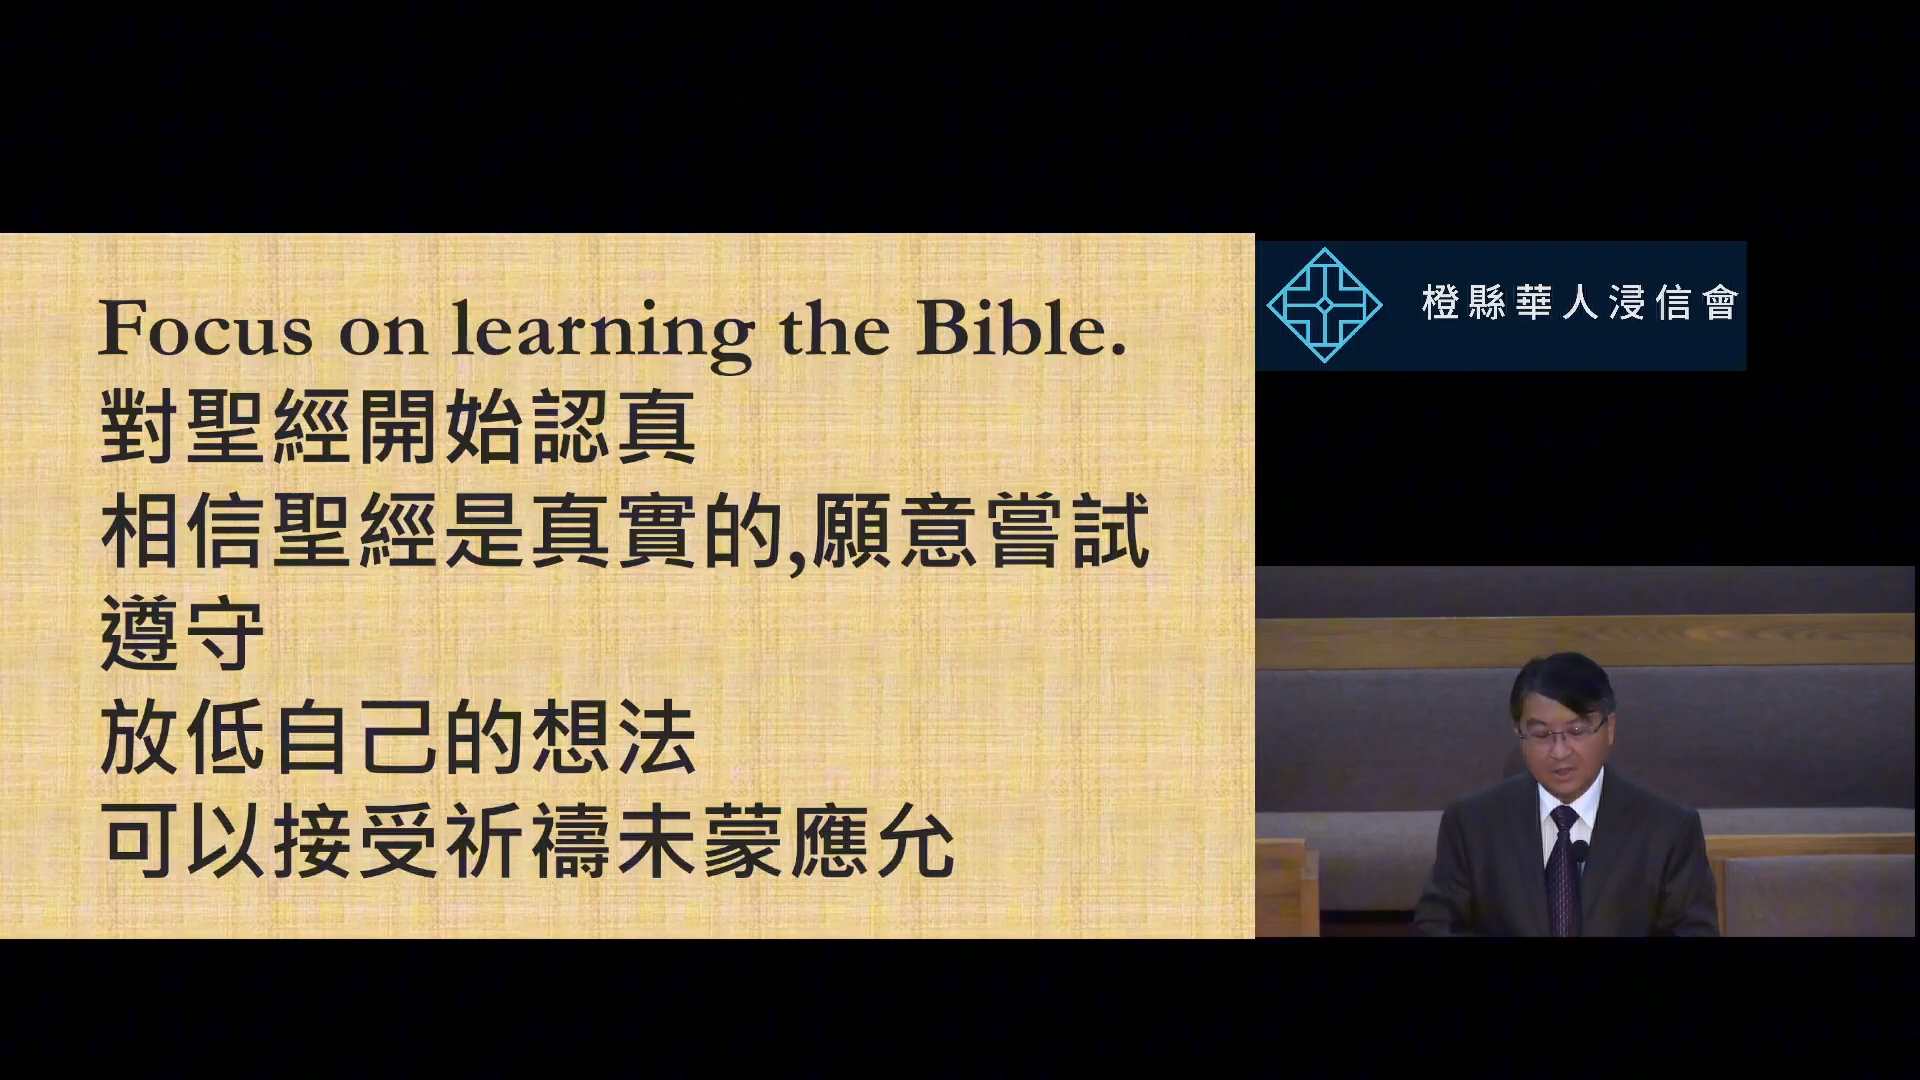 Focus on learning the Bible.
對聖經開始認真
相信聖經是真實的,願意嘗試
遵守
放低自己的想法
可以接受祈禱未蒙應允
橙縣華人浸信會